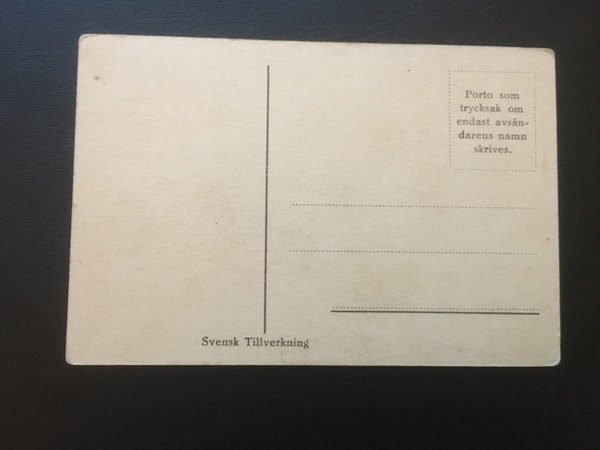 Porto som
trycksak om
endast avsän-
darens namn
skrives.
Svensk Tillverkning